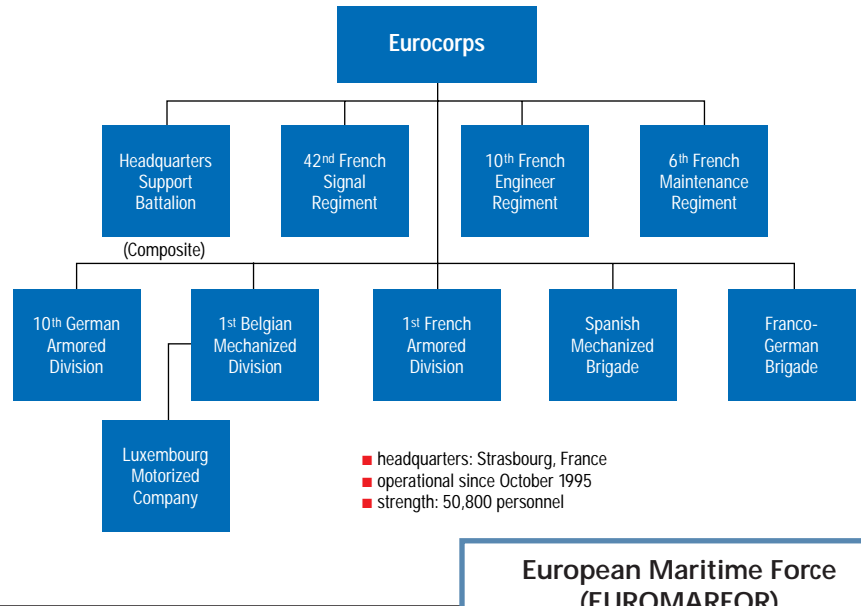 Eurocorps
Headquarters
Support
Battalion
42nd French
Signal
Regiment
10th French
Engineer
Regiment
6th French
Maintenance
Regiment
(Composite)
10th German
Armored
Division
1st Belgian
Mechanized
Division
1st French
Armored
Division
Spanish
Mechanized
Brigade
Franco-
German
Brigade
Luxembourg
Motorized
Company
■ headquarters: Strasbourg, France
■ operational since October 1995
■ strength: 50,800 personnel
European Maritime Force
(EUROMARFOR)